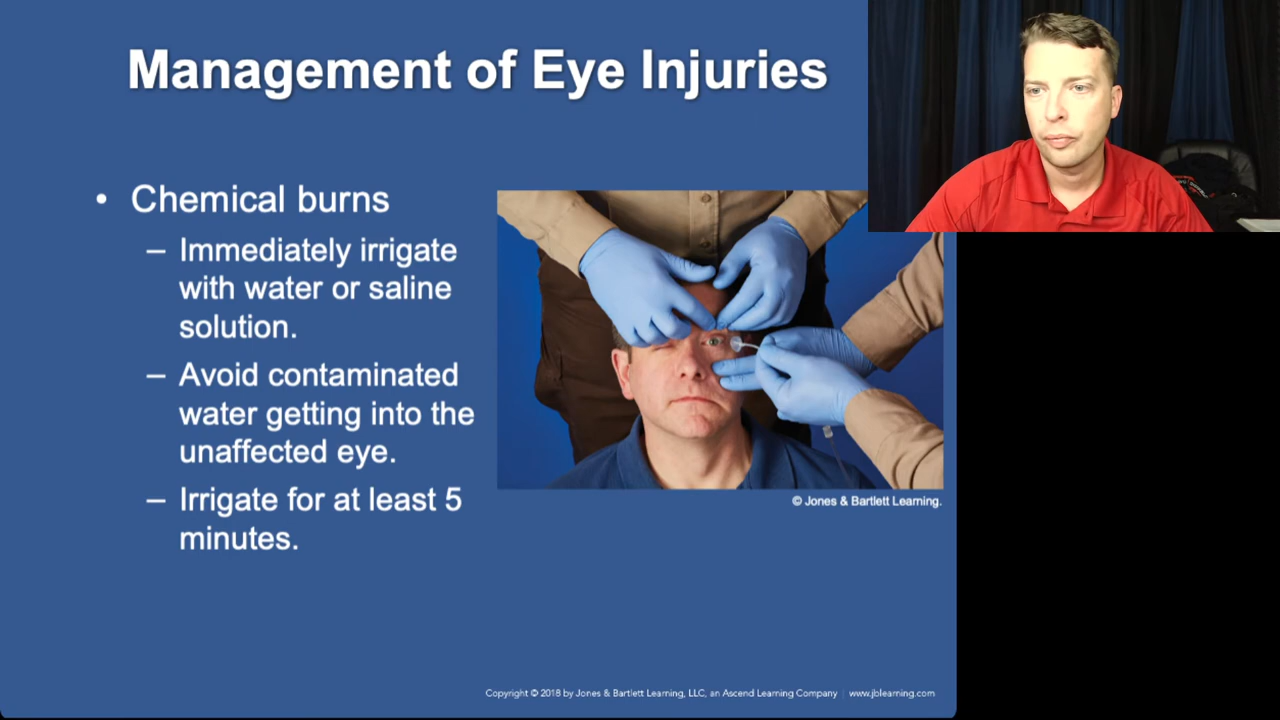 Management of Eye Injuries
• Chemical burns
– Immediately irrigate
with water or saline
solution.
– Avoid contaminated
water getting into the
unaffected eye.
– Irrigate for at least 5
minutes.
© Jones & Bartlett Learning.
Copyright © 2018 by Jones & Bartlett Learning, LLC, an Ascend Learning Company | www.jblearning.com